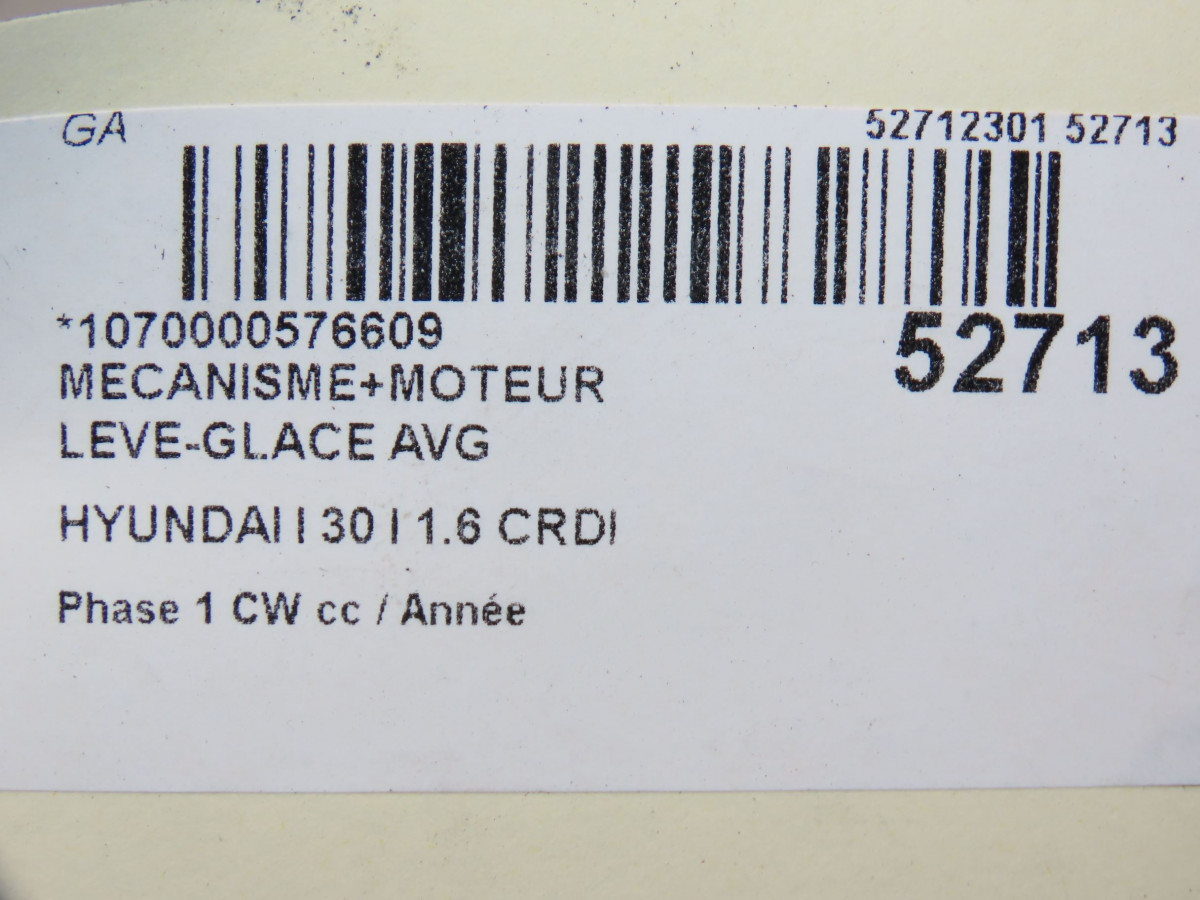 GA 52712301 52713
*1070000576609 52713
MECANISME+MOTEUR
LEVE-GLACE AVG
HYUNDAI I 30 I 1.6 CRDI
Phase 1 CW cc / Année